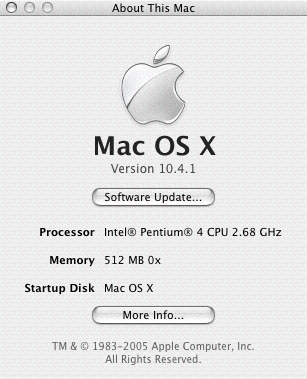 About This Mac
Mac OS X
Version 10.4.1
Software Update...
Processor Intel® Pentium® 4 CPU 2.68 GHz
Memory 512 MB 0x
Startup Disk Mac OS X
More Info...
TM & © 1983-2005 Apple Computer, Inc.
All Rights Reserved.